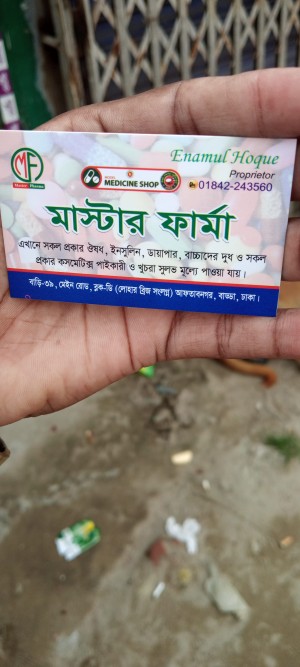 Enamul Hoque
Proprietor
MF
Master Pharma
MODEL
MEDICINE SHOP
01842-243560
মাস্টার ফার্মা
এখানে সকল প্রকার ঔষধ, ইনসুলিন, ডায়াপার, বাচ্চাদের দুধ ও সকল
প্রকার কসমেটিক্স পাইকারী ও খুচরা সুলভ মূল্যে পাওয়া যায়।
বাড়ি-৩৯, মেইন রোড, ব্লক-ডি (লোহার ব্রিজ সংলগ্ন) আফতাবনগর, বাড্ডা, ঢাকা।